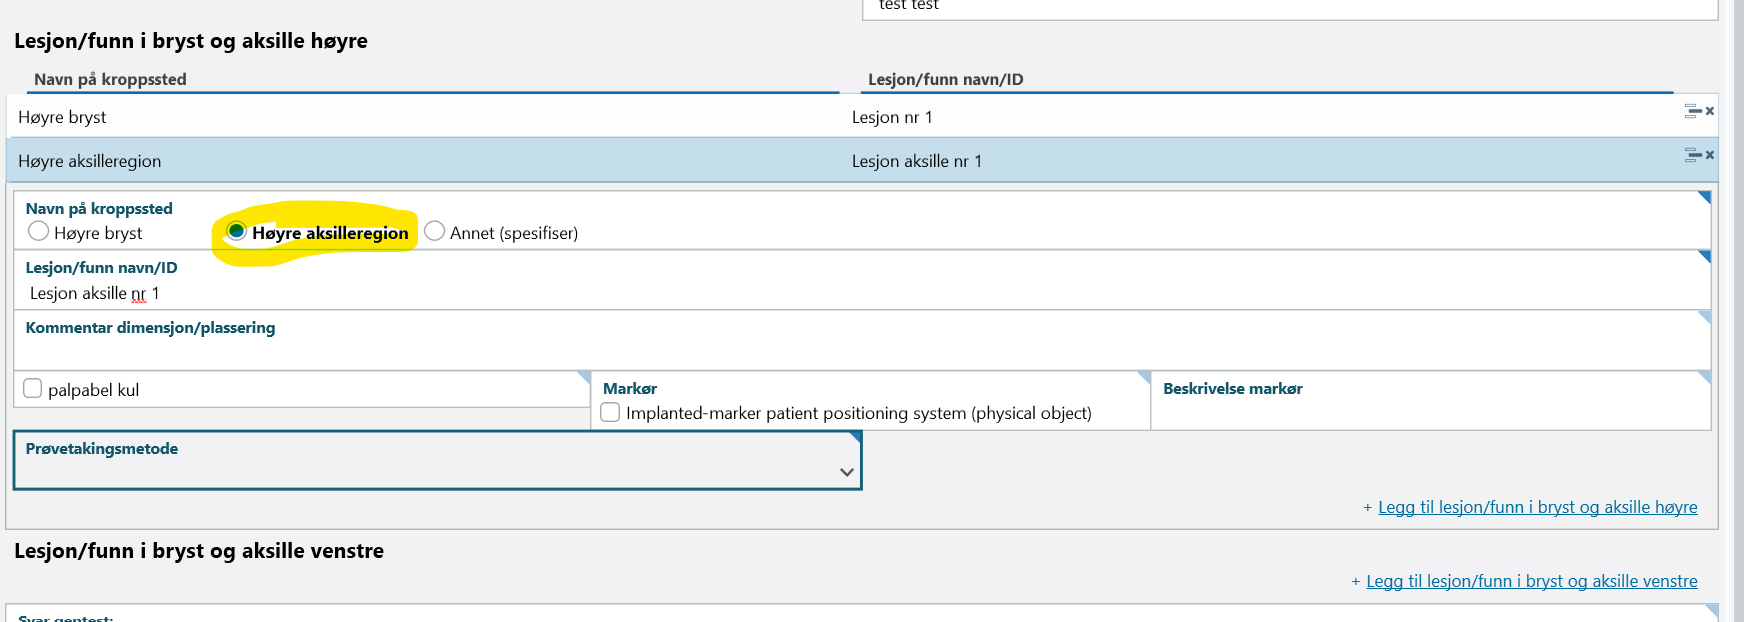 test test
Lesjon/funn i bryst og aksille høyre
Navn på kroppssted Lesjon/funn navn/ID
Høyre bryst Lesjon nr 1
Høyre aksilleregion Lesjon aksille nr 1
Navn på kroppssted
Høyre bryst Høyre aksilleregion Annet (spesifiser)
Lesjon/funn navn/ID
Lesjon aksille nr 1
Kommentar dimensjon/plassering
palpabel kul
Markør
Implanted-marker patient positioning system (physical object)
Beskrivelse markør
Prøvetakingsmetode
+ Legg til lesjon/funn i bryst og aksille høyre
Lesjon/funn i bryst og aksille venstre
+ Legg til lesjon/funn i bryst og aksille venstre
Svar gentest: